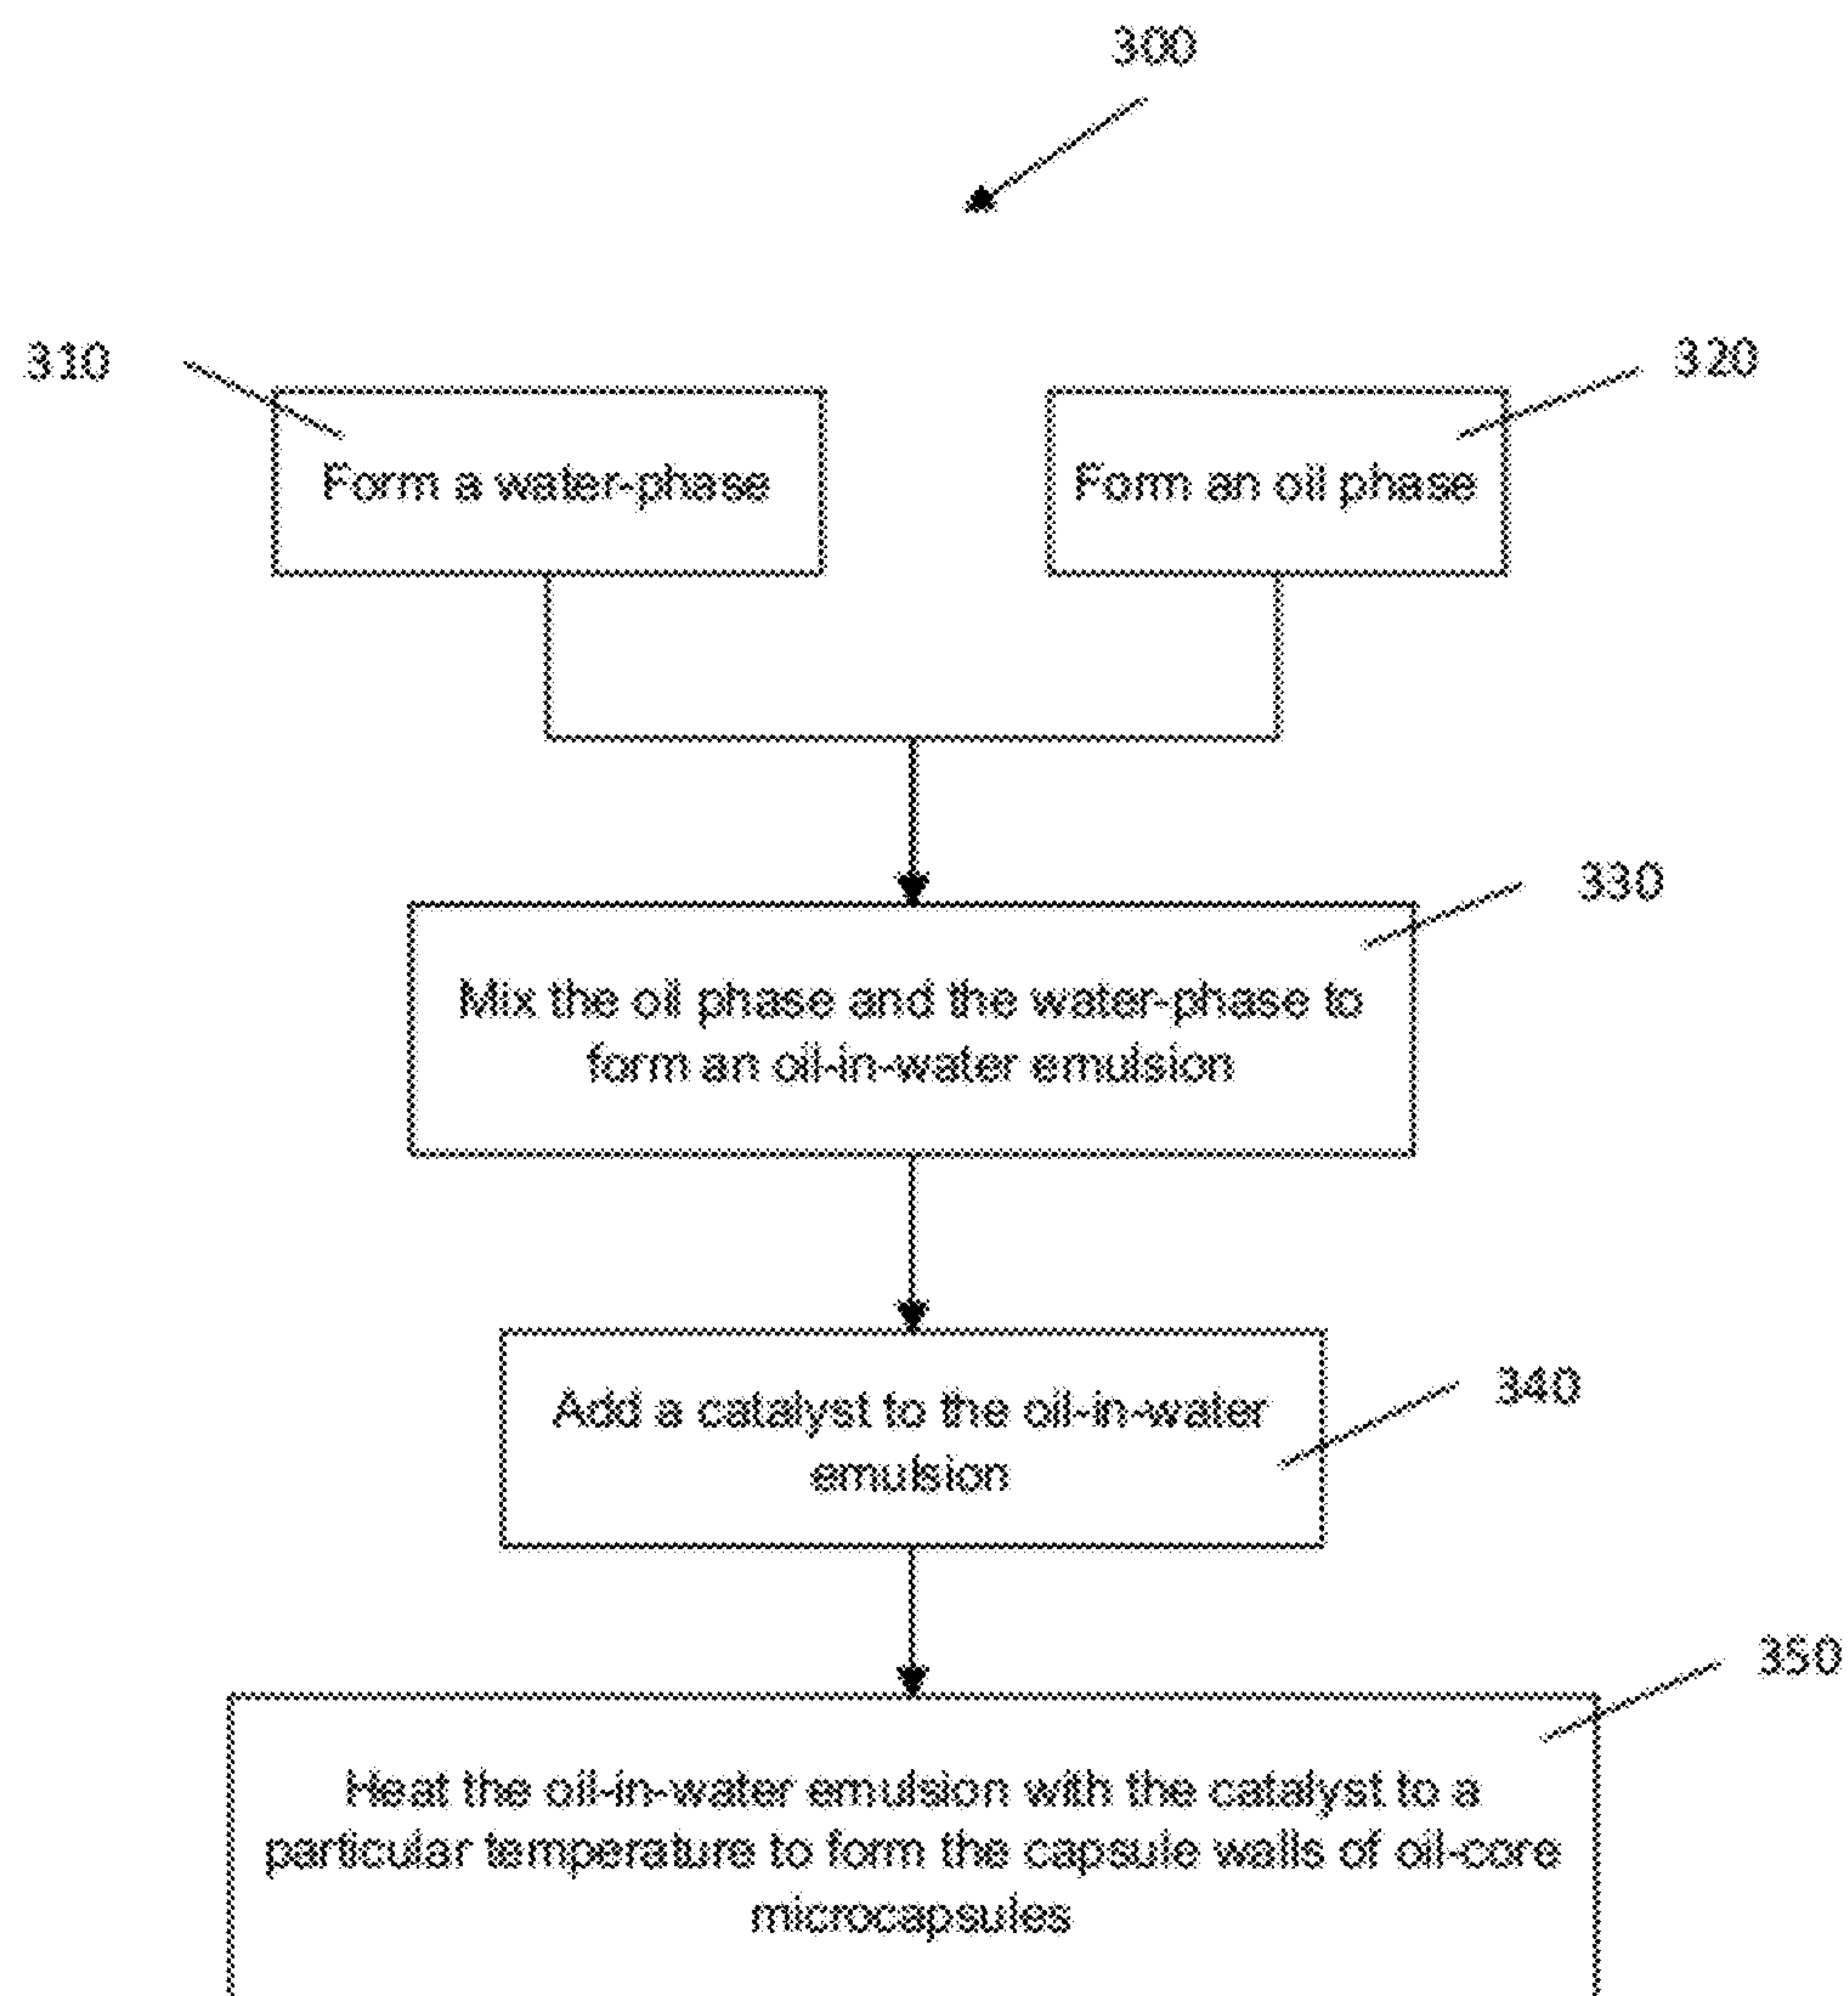 300
310
320
Form a water-phase
Form an oil phase
330
Mix the oil phase and the water-phase to
form an oil-in-water emulsion
340
Add a catalyst to the oil-in-water
emulsion
350
Heat the oil-in-water emulsion with the catalyst to a
particular temperature to form the capsule walls of oil-core
microcapsules